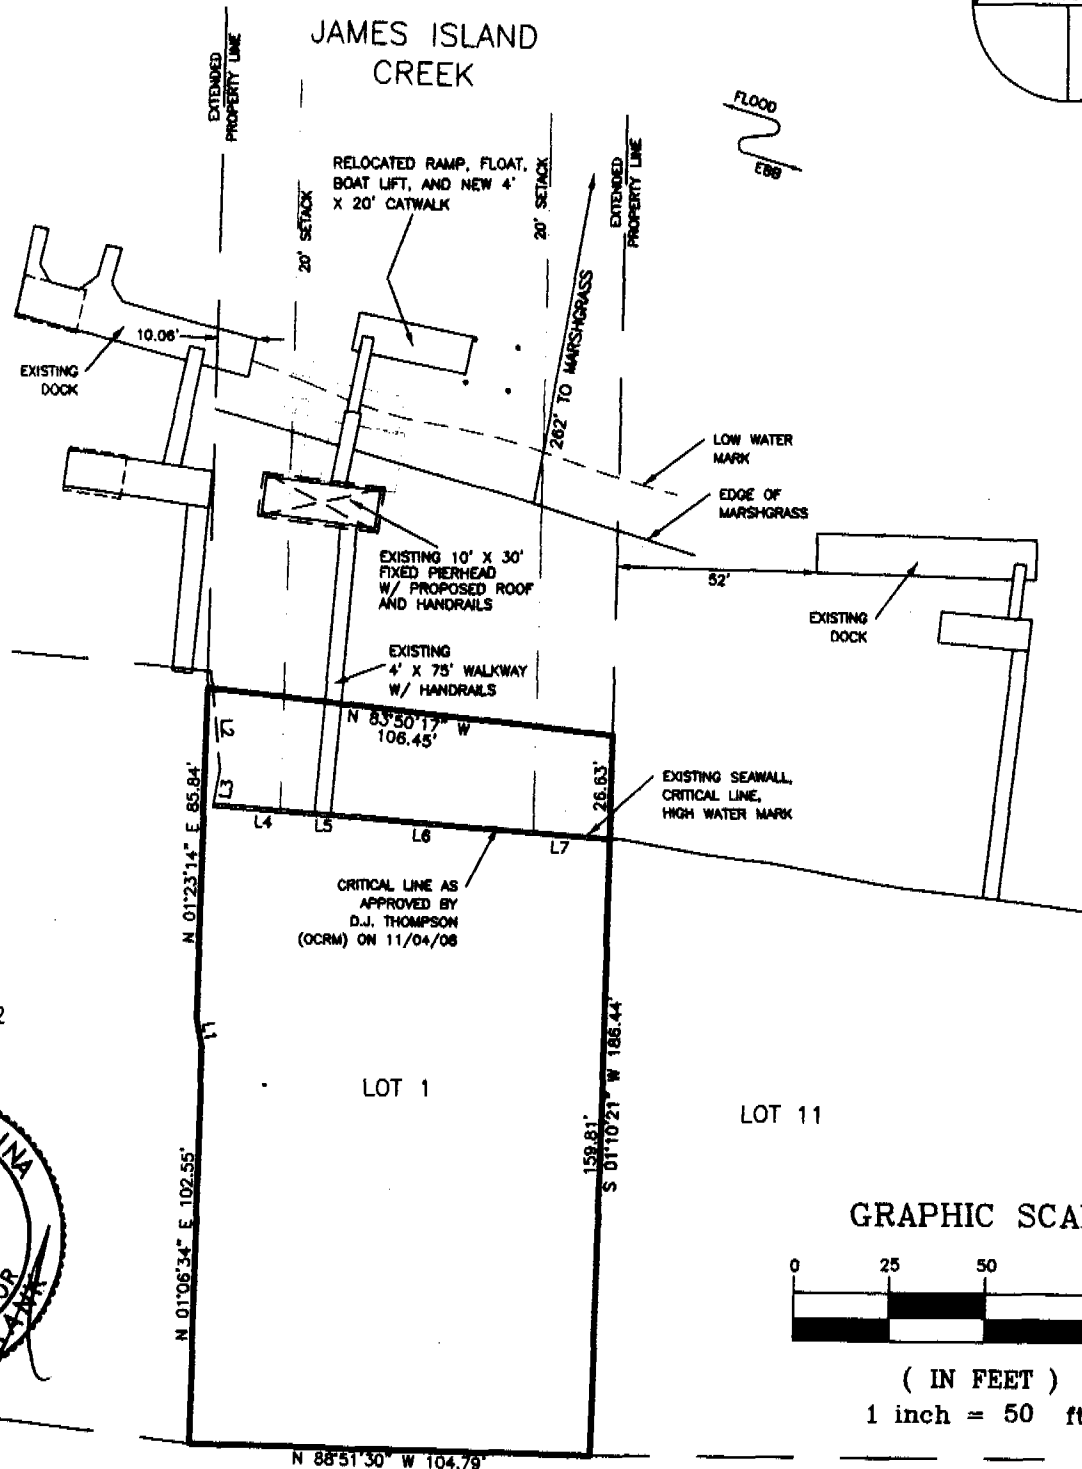 JAMES ISLAND
CREEK
EXTENDED
PROPERTY LINE
20' SETACK
RELOCATED RAMP, FLOAT,
BOAT LIFT, AND NEW 4'
X 20' CATWALK
20' SETACK
EXTENDED
PROPERTY LINE
FLOOD
EBB
262' TO MARSHGRASS
10.06'
EXISTING
DOCK
LOW WATER
MARK
EDGE OF
MARSHGRASS
EXISTING 10' X 30'
FIXED PIERHEAD
W/ PROPOSED ROOF
AND HANDRAILS
52'
EXISTING
DOCK
EXISTING
4' X 75' WALKWAY
W/ HANDRAILS
N 83°50'17" W
106.45'
L2
L3
L4
L5
L6
L7
26.63'
EXISTING SEAWALL,
CRITICAL LINE,
HIGH WATER MARK
N 01°23'14" E 85.84'
CRITICAL LINE AS
APPROVED BY
D.J. THOMPSON
(OCRM) ON 11/04/06
2
L1
LOT 1
LOT 11
159.81'
S 01°10'21" W 186.44'
N 01°06'34" E 102.55'
INA
OR
GRAPHIC SCA
0 25 50
( IN FEET )
1 inch = 50 ft
N 88°51'30" W 104.79'